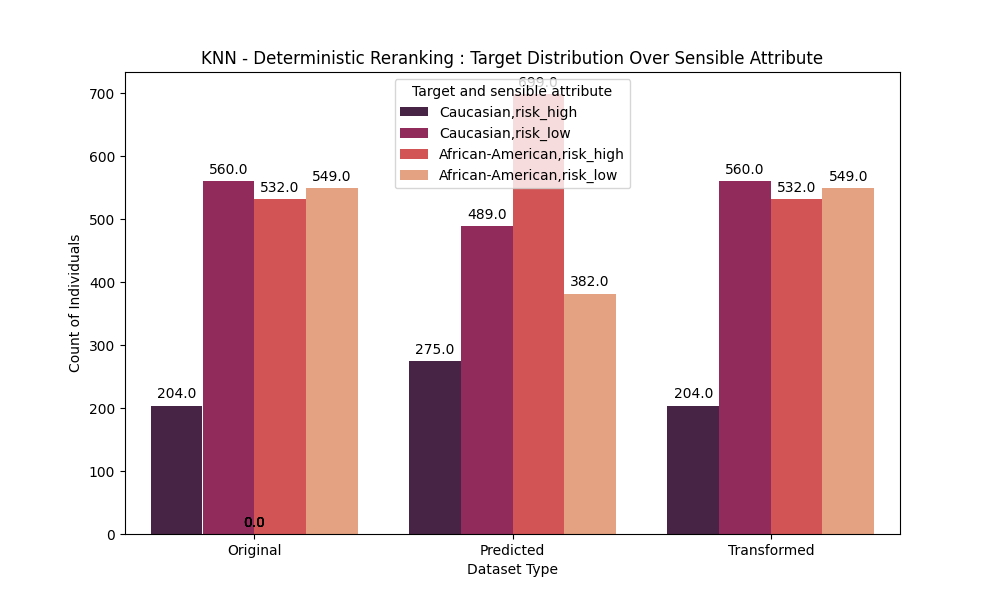 KNN - Deterministic Reranking : Target Distribution Over Sensible Attribute
Count of Individuals
700
600
500
400
300
200
100
0
Target and sensible attribute
Caucasian,risk_high
Caucasian,risk_low
African-American,risk_high
African-American,risk_low
204.0
560.0
532.0
549.0
0.0
275.0
489.0
699.0
382.0
204.0
560.0
532.0
549.0
Original
Predicted
Transformed
Dataset Type